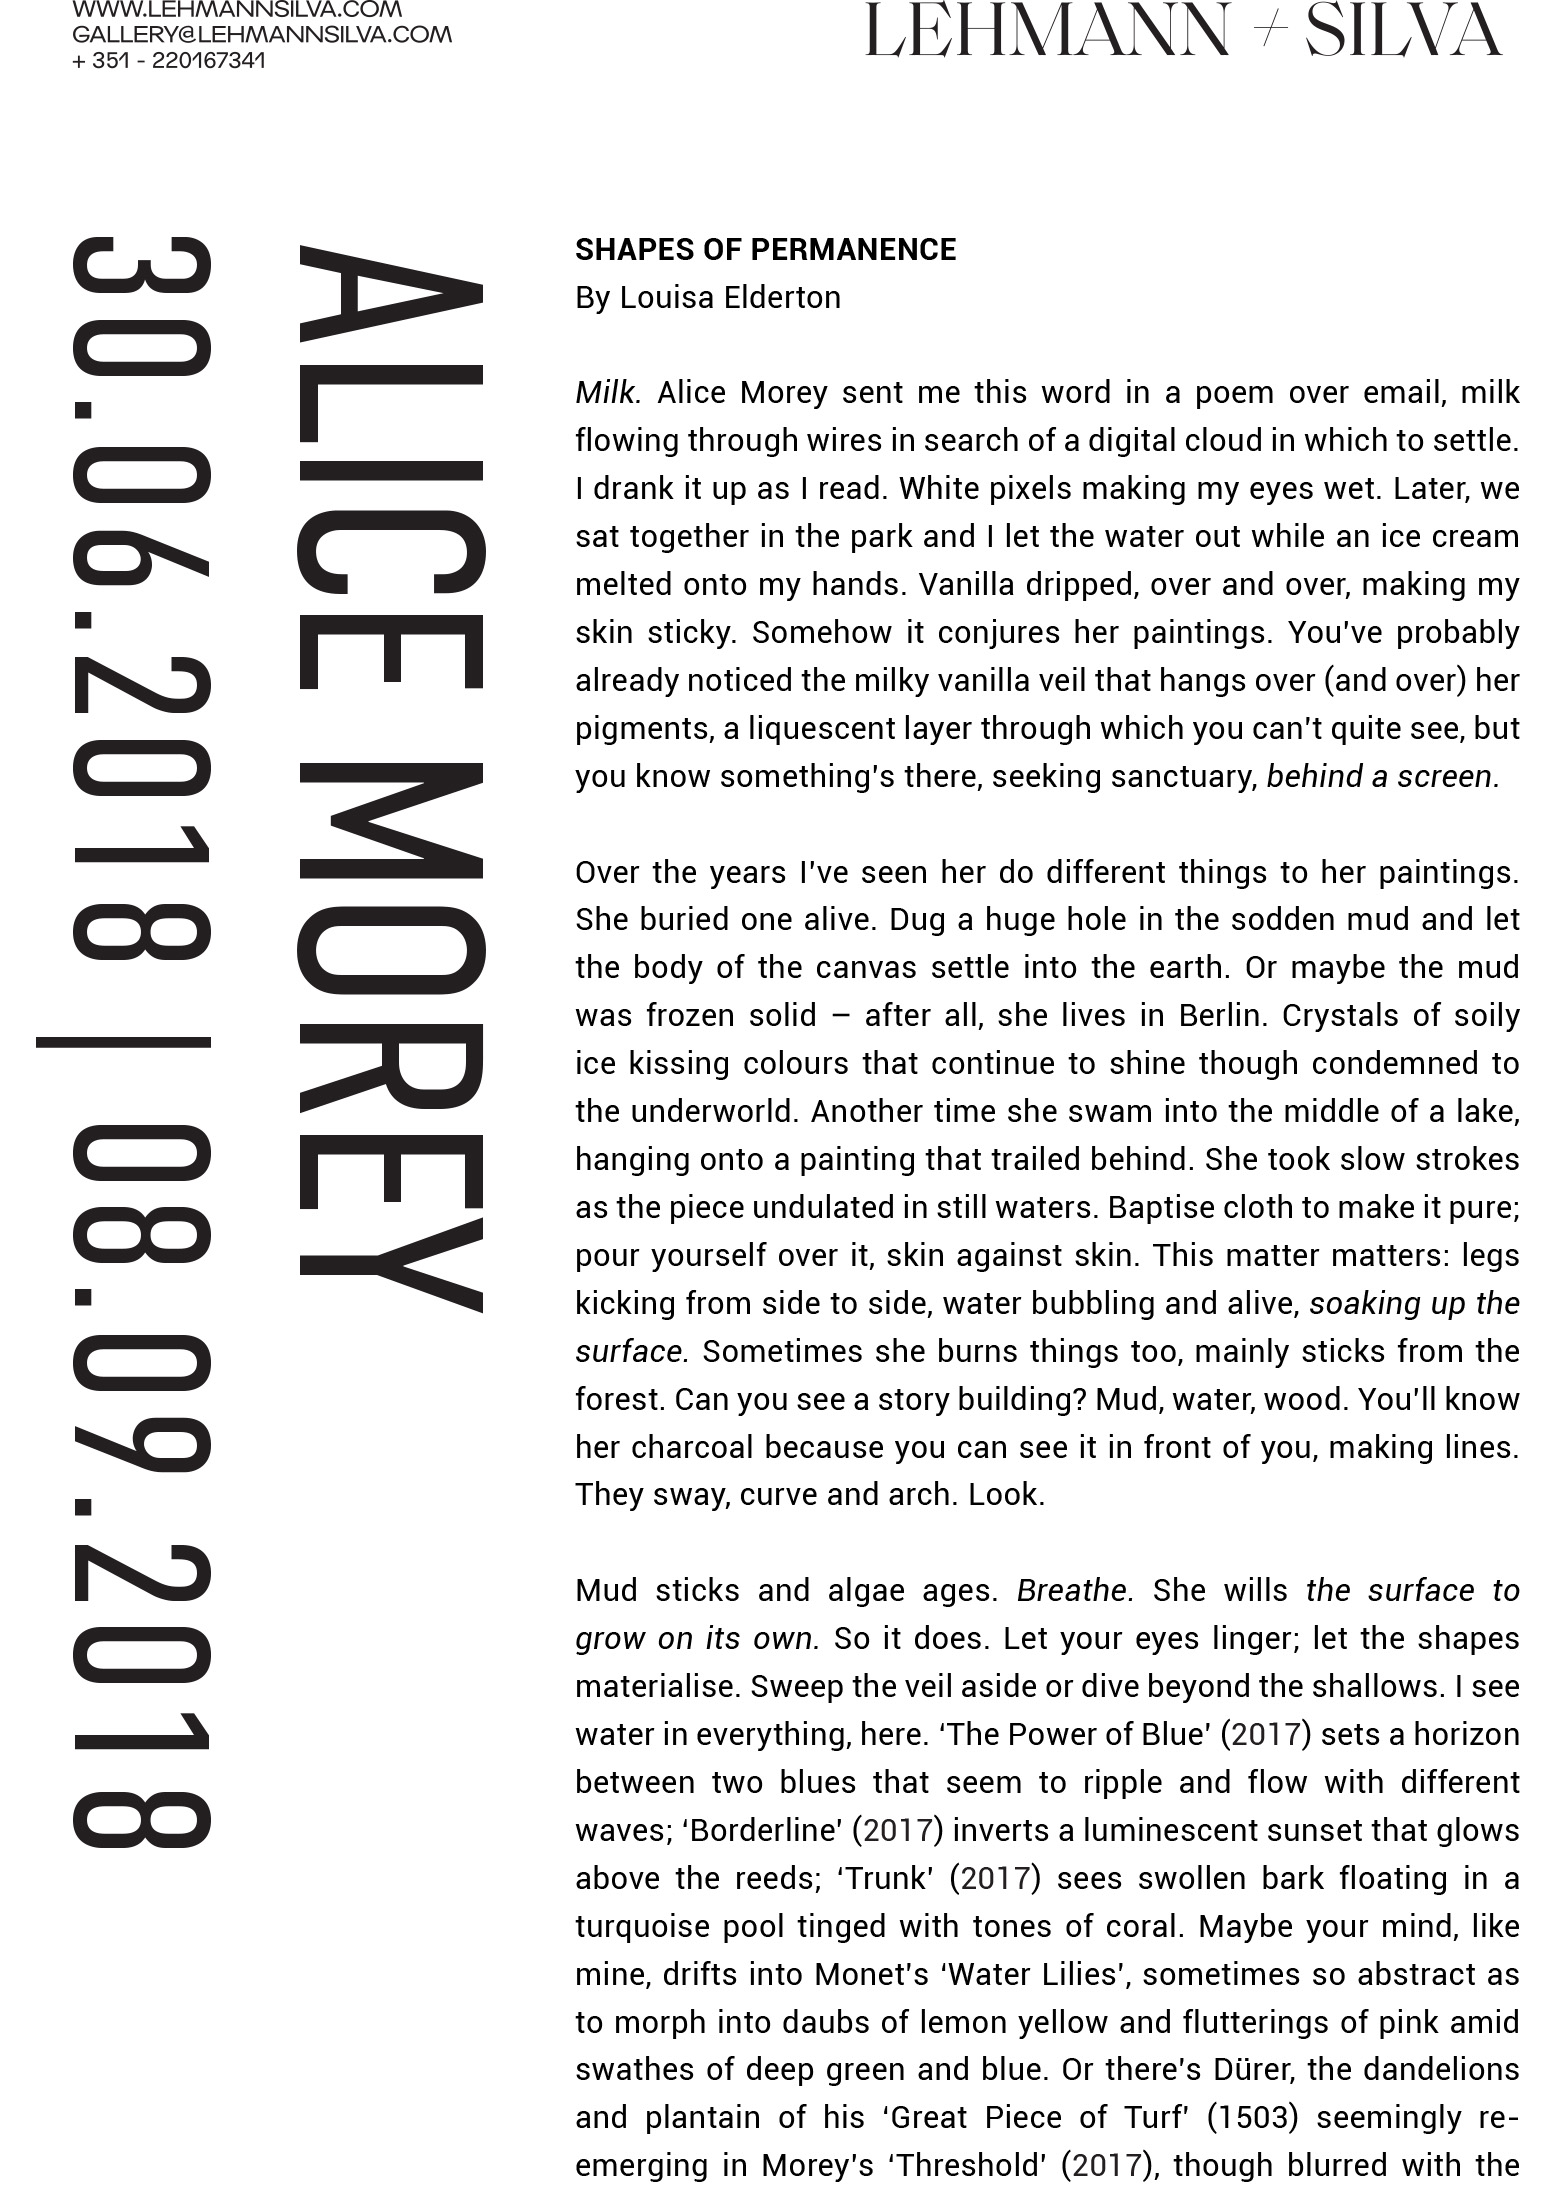 WWW.LEHMANNSILVA.COM
GALLERY@LEHMANNSILVA.COM
+ 351 - 220167341
LEHMANN + SILVA
30.06.2018 | 08.09.2018
ALICE MOREY
SHAPES OF PERMANENCE
By Louisa Elderton
Milk. Alice Morey sent me this word in a poem over email, milk
flowing through wires in search of a digital cloud in which to settle.
I drank it up as I read. White pixels making my eyes wet. Later, we
sat together in the park and I let the water out while an ice cream
melted onto my hands. Vanilla dripped, over and over, making my
skin sticky. Somehow it conjures her paintings. You've probably
already noticed the milky vanilla veil that hangs over (and over) her
pigments, a liquescent layer through which you can't quite see, but
you know something's there, seeking sanctuary, behind a screen.
Over the years I've seen her do different things to her paintings.
She buried one alive. Dug a huge hole in the sodden mud and let
the body of the canvas settle into the earth. Or maybe the mud
was frozen solid – after all, she lives in Berlin. Crystals of soily
ice kissing colours that continue to shine though condemned to
the underworld. Another time she swam into the middle of a lake,
hanging onto a painting that trailed behind. She took slow strokes
as the piece undulated in still waters. Baptise cloth to make it pure;
pour yourself over it, skin against skin. This matter matters: legs
kicking from side to side, water bubbling and alive, soaking up the
surface. Sometimes she burns things too, mainly sticks from the
forest. Can you see a story building? Mud, water, wood. You'll know
her charcoal because you can see it in front of you, making lines.
They sway, curve and arch. Look.
Mud sticks and algae ages. Breathe. She wills the surface to
grow on its own. So it does. Let your eyes linger; let the shapes
materialise. Sweep the veil aside or dive beyond the shallows. I see
water in everything, here. ‘The Power of Blue’ (2017) sets a horizon
between two blues that seem to ripple and flow with different
waves; ‘Borderline’ (2017) inverts a luminescent sunset that glows
above the reeds; ‘Trunk’ (2017) sees swollen bark floating in a
turquoise pool tinged with tones of coral. Maybe your mind, like
mine, drifts into Monet's ‘Water Lilies’, sometimes so abstract as
to morph into daubs of lemon yellow and flutterings of pink amid
swathes of deep green and blue. Or there's Dürer, the dandelions
and plantain of his ‘Great Piece of Turf’ (1503) seemingly re-
emerging in Morey's ‘Threshold’ (2017), though blurred with the